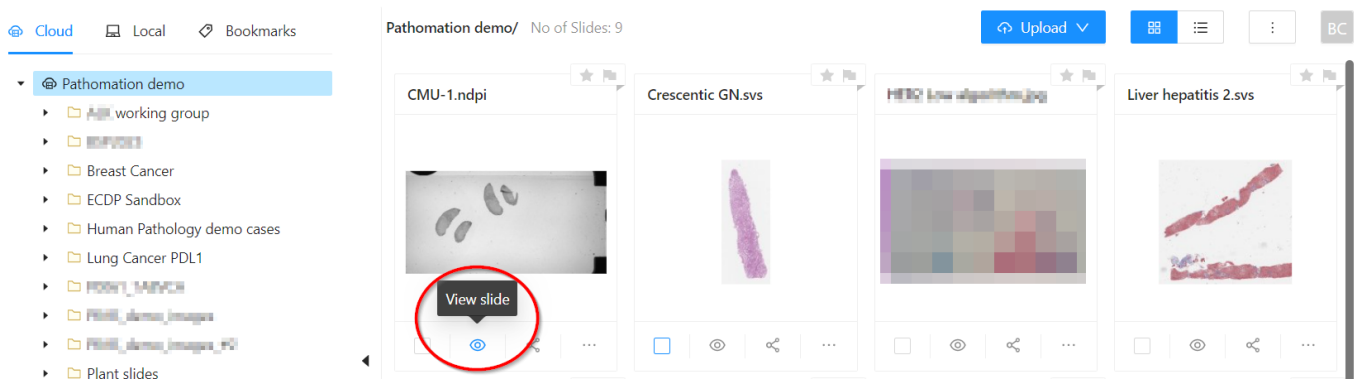 Cloud Local Bookmarks
Pathomation demo/ No of Slides: 9
Upload
BC
Pathomation demo
working group
Breast Cancer
ECDP Sandbox
Human Pathology demo cases
Lung Cancer PDL1
Plant slides
CMU-1.ndpi
Crescentic GN.svs
Liver hepatitis 2.svs
View slide